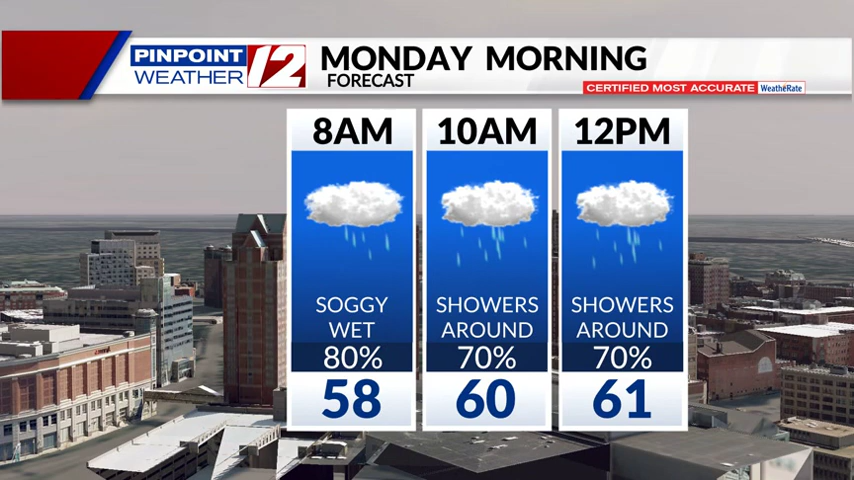 PINPOINT
WEATHER 12
MONDAY MORNING
FORECAST
CERTIFIED MOST ACCURATE WeatheRate
8AM 10AM 12PM
SOGGY SHOWERS SHOWERS
WET AROUND AROUND
80% 70% 70%
58 60 61